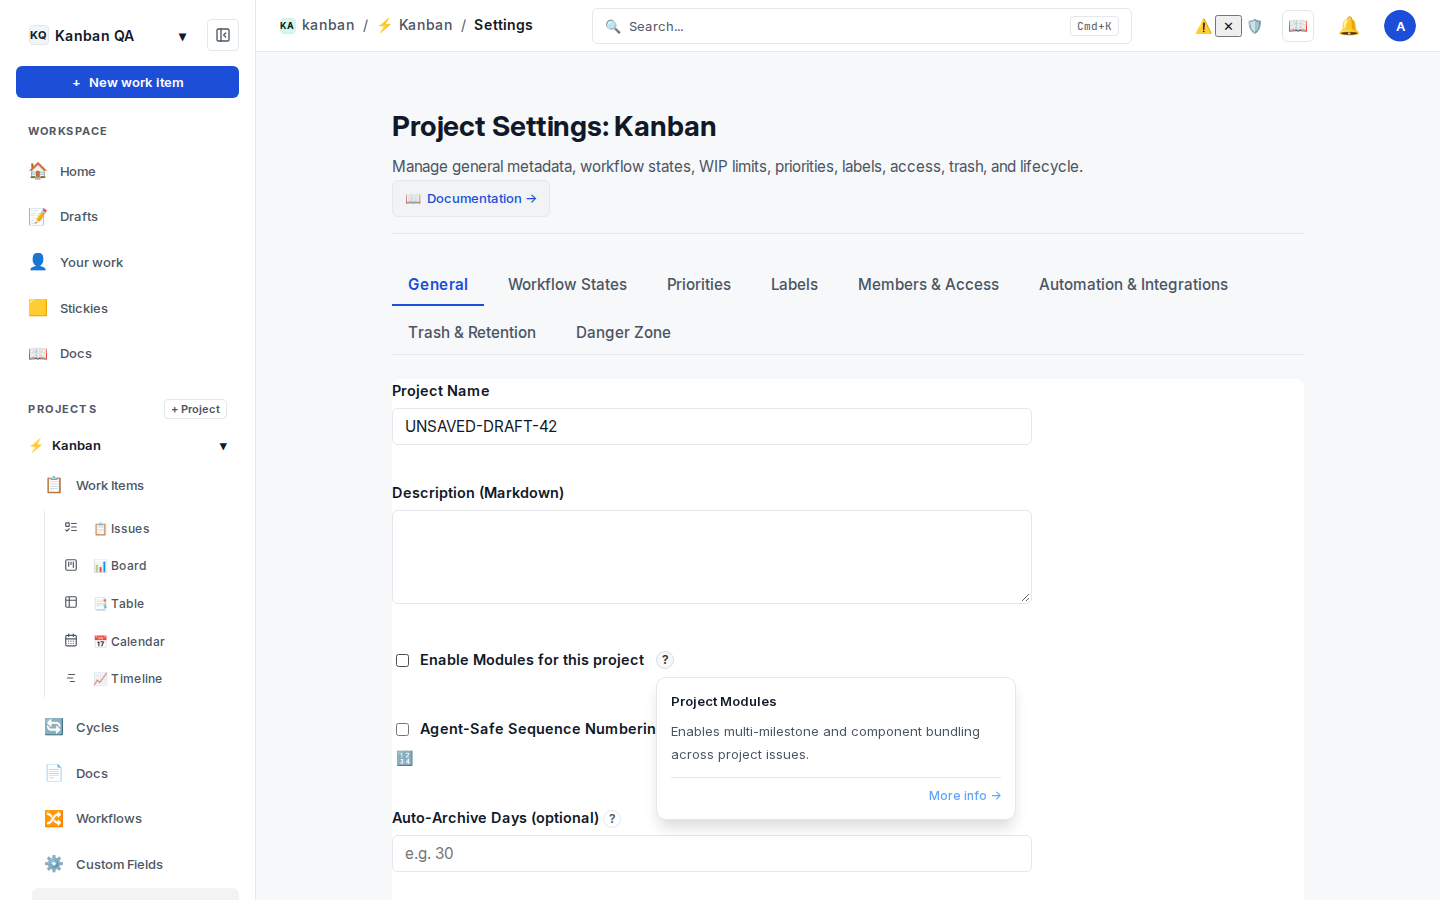 KQ Kanban QA ▼
+ New work item
WORKSPACE
Home
Drafts
Your work
Stickies
Docs
PROJECTS + Project
Kanban ▼
Work Items
Issues
Board
Table
Calendar
Timeline
Cycles
Docs
Workflows
Custom Fields
KA kanban / ⚡ Kanban / Settings
Search... Cmd+K
✕
A
Project Settings: Kanban
Manage general metadata, workflow states, WIP limits, priorities, labels, access, trash, and lifecycle.
Documentation →
General Workflow States Priorities Labels Members & Access Automation & Integrations
Trash & Retention Danger Zone
Project Name
UNSAVED-DRAFT-42
Description (Markdown)
Enable Modules for this project ?
Project Modules
Enables multi-milestone and component bundling
across project issues.
More info →
Agent-Safe Sequence Numberin
🔢
Auto-Archive Days (optional) ?
e.g. 30